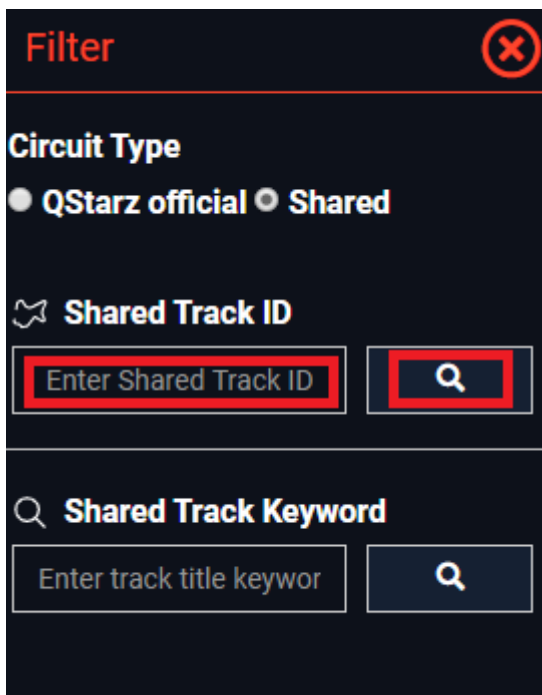 Filter
Circuit Type
QStarz official Shared
Shared Track ID
Enter Shared Track ID
Shared Track Keyword
Enter track title keywor